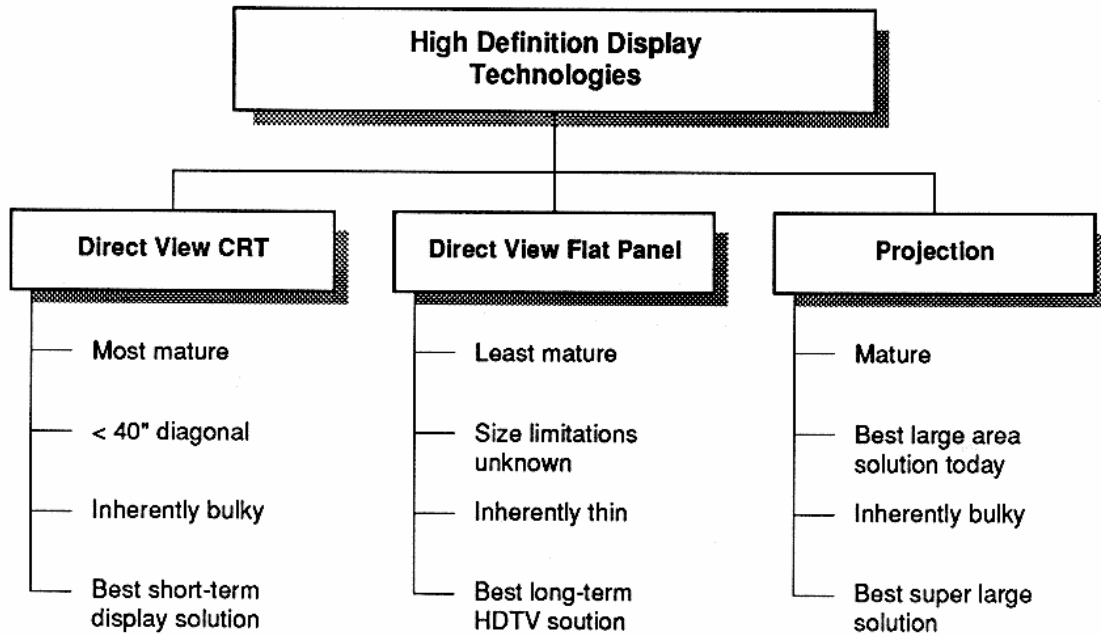 High Definition Display
Technologies
Direct View CRT
Most mature
< 40" diagonal
Inherently bulky
Best short-term
display solution
Direct View Flat Panel
Least mature
Size limitations
unknown
Inherently thin
Best long-term
HDTV soution
Projection
Mature
Best large area
solution today
Inherently bulky
Best super large
solution